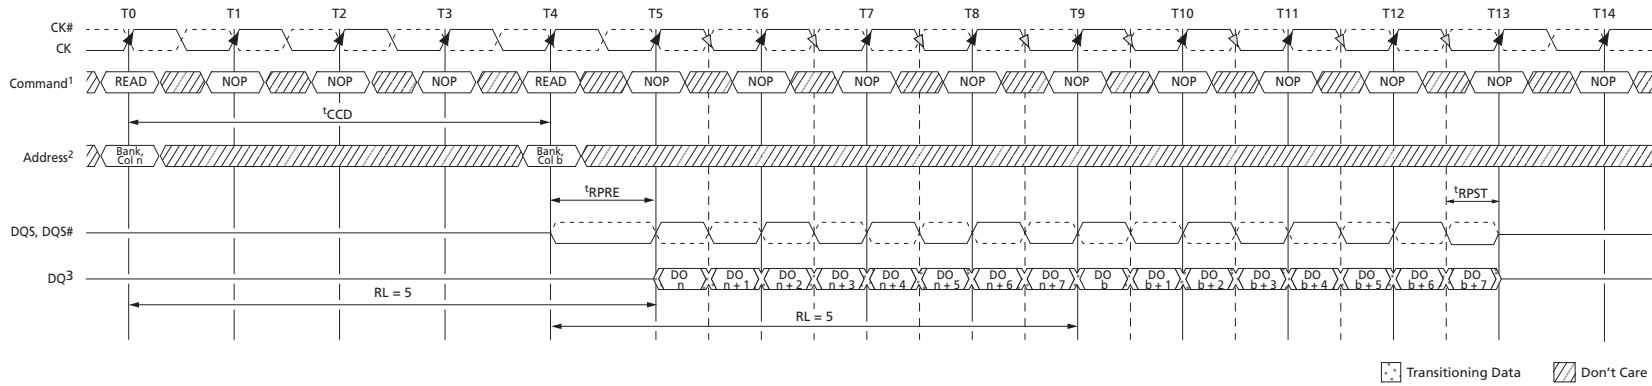 T0 T1 T2 T3 T4 T5 T6 T7 T8 T9 T10 T11 T12 T13 T14
CK#
CK
Command1 READ NOP NOP NOP READ NOP NOP NOP NOP NOP NOP NOP NOP NOP NOP
tCCD
Address2 Bank, Col n Bank, Col b
tRPRE tRPST
DQS, DQS#
DQ3 DO n DO n + 1 DO n + 2 DO n + 3 DO n + 4 DO n + 5 DO n + 6 DO n + 7 DO b DO b + 1 DO b + 2 DO b + 3 DO b + 4 DO b + 5 DO b + 6 DO b + 7
RL = 5
RL = 5
Transitioning Data Don't Care